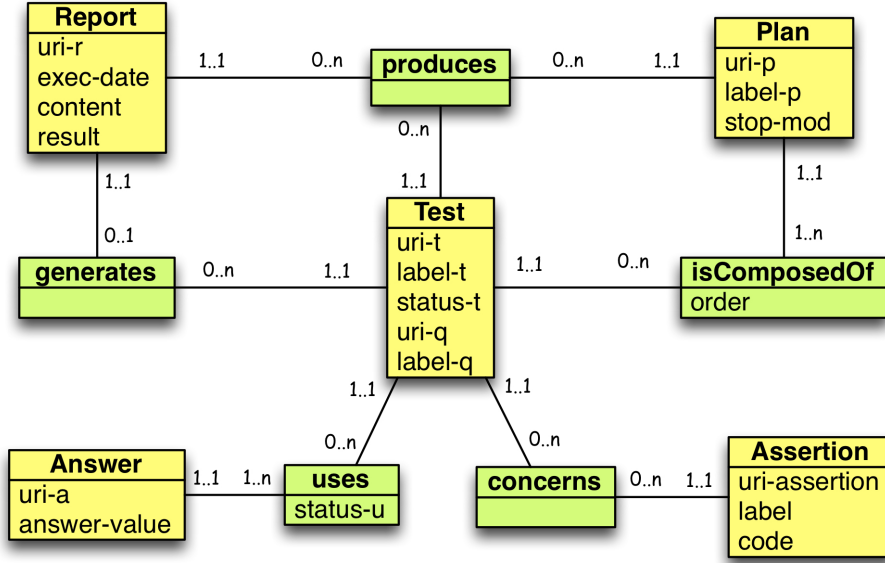 Report
uri-r
exec-date
content
result
1..1
0..n
produces
0..n
1..1
Plan
uri-p
label-p
stop-mod
0..n
1..1
1..1
0..1
1..1
1..n
generates
0..n
1..1
Test
uri-t
label-t
status-t
uri-q
label-q
1..1
0..n
isComposedOf
order
1..1
0..n
1..1
0..n
Answer
uri-a
answer-value
1..1
1..n
uses
status-u
concerns
0..n
1..1
Assertion
uri-assertion
label
code